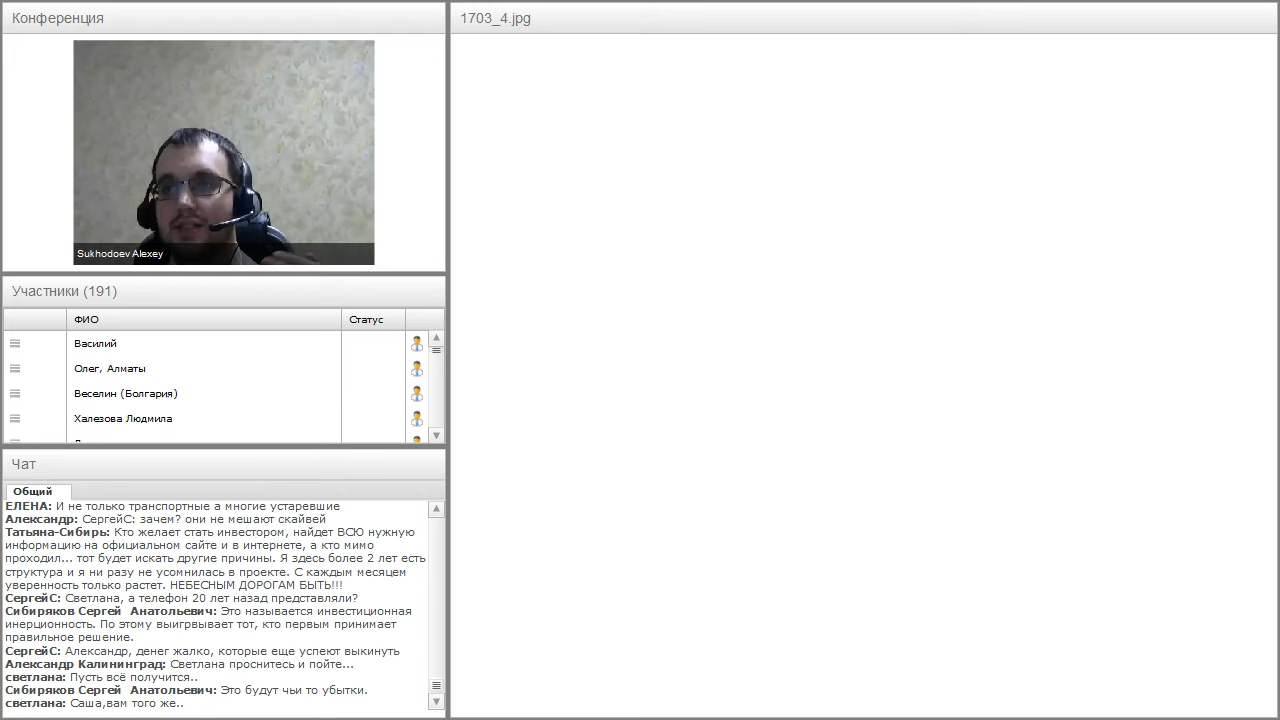 Конференция
1703_4.jpg
Sukhodoev Alexey
Участники (191)
ФИО Статус
Василий
Олег, Алматы
Веселин (Болгария)
Халезова Людмила
Чат
Общий
ЕЛЕНА: И не только транспортные а многие устаревшие
Александр: СергейС: зачем? они не мешают скайвей
Татьяна-Сибирь: Кто желает стать инвестором, найдет ВСЮ нужную
информацию на официальном сайте и в интернете, а кто мимо
проходил... тот будет искать другие причины. Я здесь более 2 лет есть
структура и я ни разу не усомнилась в проекте. С каждым месяцем
уверенность только растет. НЕБЕСНЫМ ДОРОГАМ БЫТЬ!!!
СергейС: Светлана, а телефон 20 лет назад представляли?
Сибиряков Сергей Анатольевич: Это называется инвестиционная
инерционность. По этому выигрвывает тот, кто первым принимает
правильное решение.
СергейС: Александр, денег жалко, которые еще успеют выкинуть
Александр Калининград: Светлана проснитесь и пойте...
светлана: Пусть всё получится..
Сибиряков Сергей Анатольевич: Это будут чьи то убытки.
светлана: Саша,вам того же..